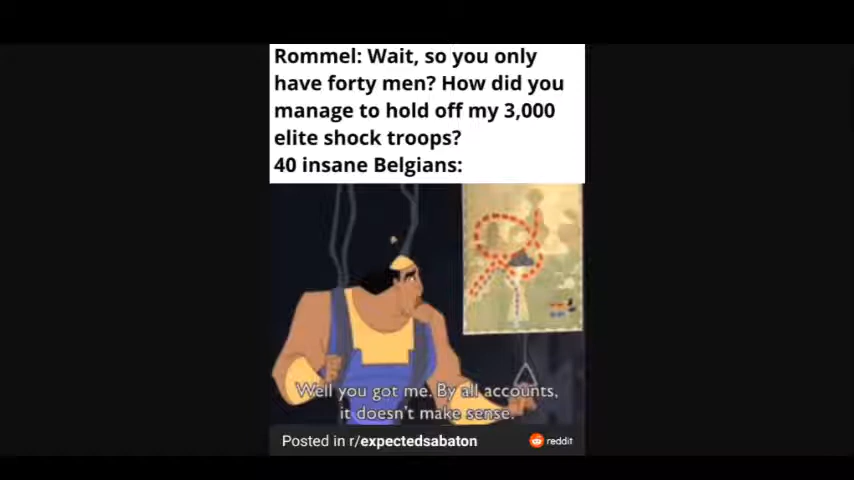 Rommel: Wait, so you only
have forty men? How did you
manage to hold off my 3,000
elite shock troops?
40 insane Belgians:
Well you got me. By all accounts,
it doesn't make sense.
Posted in r/expectedsabaton
reddit